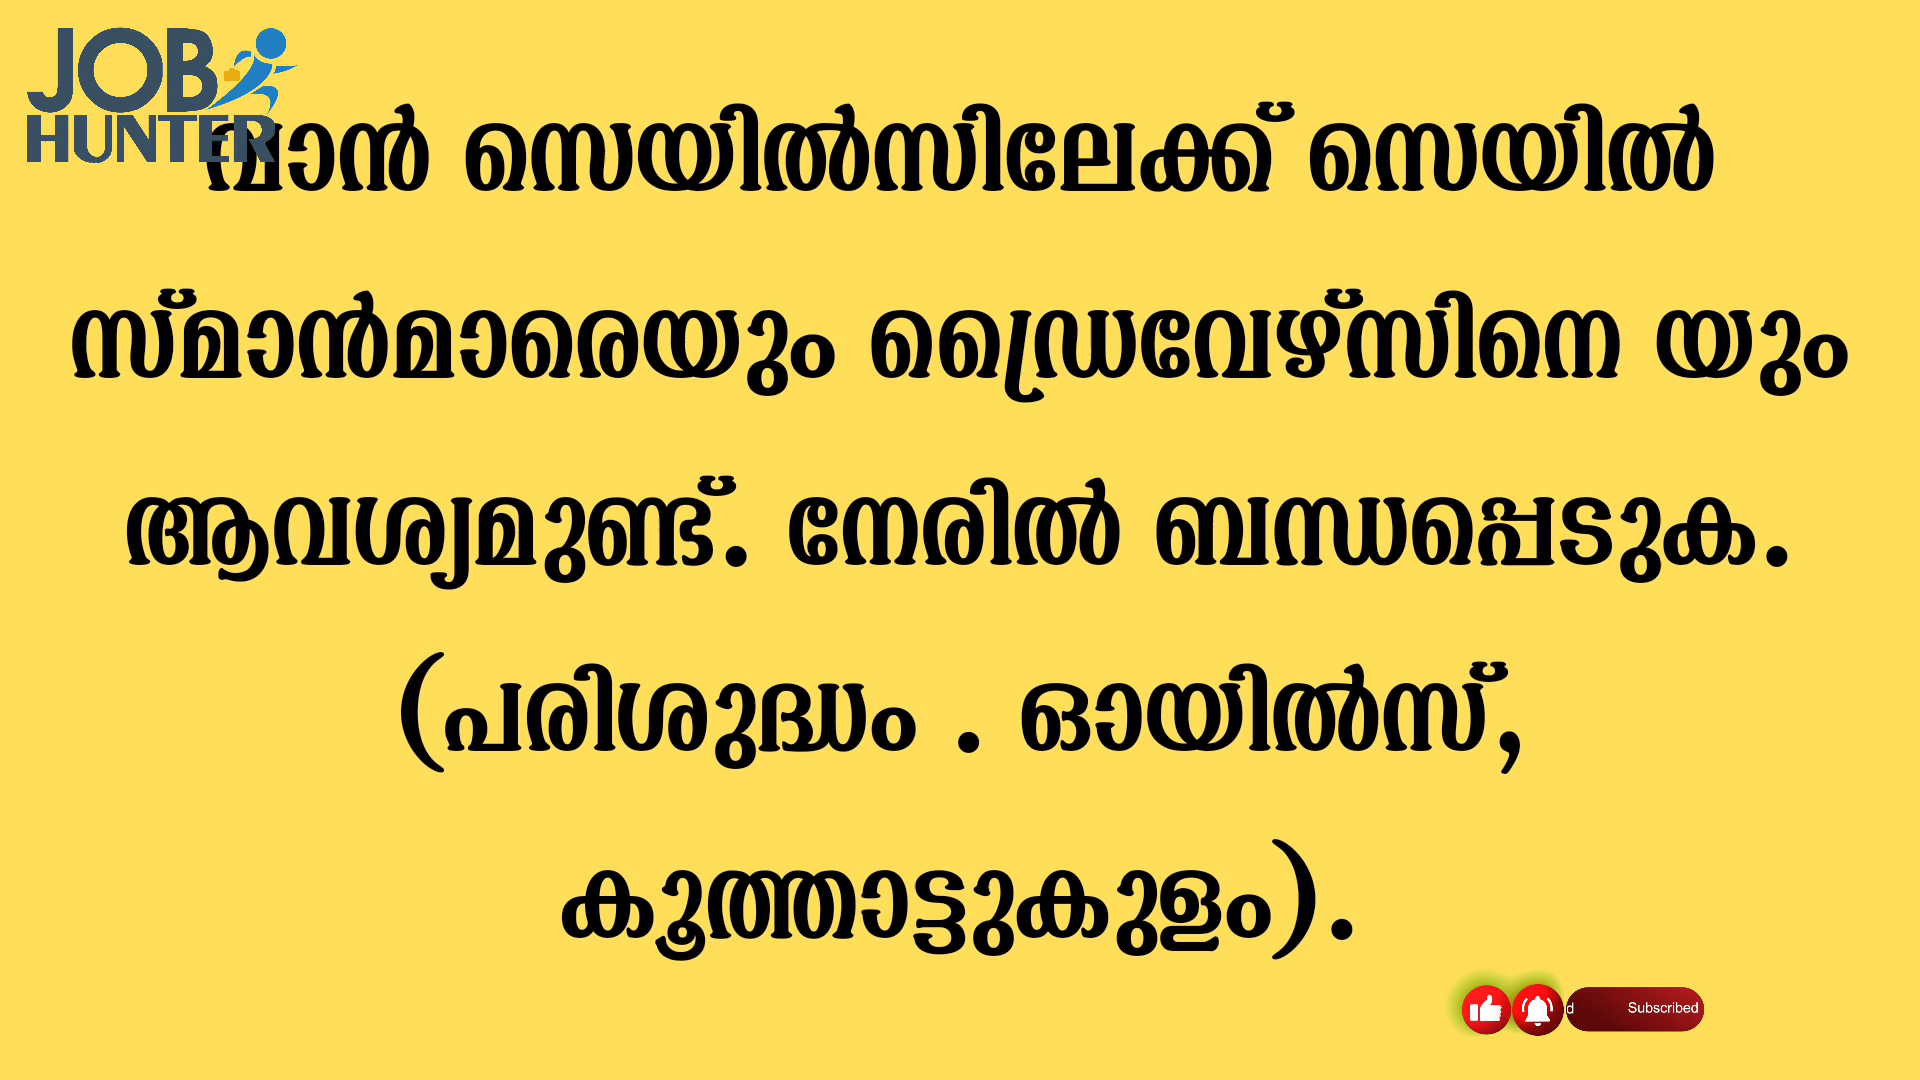 JOB
HUNTER
വാൻ സെയിൽസിലേക്ക് സെയിൽ
സ്മാൻമാരെയും ഡ്രൈവേഴ്സിനെ യും
ആവശ്യമുണ്ട്. നേരിൽ ബന്ധപ്പെടുക.
(പരിശുദ്ധം . ഓയിൽസ്,
കൂത്താട്ടുകുളം).
d Subscribed